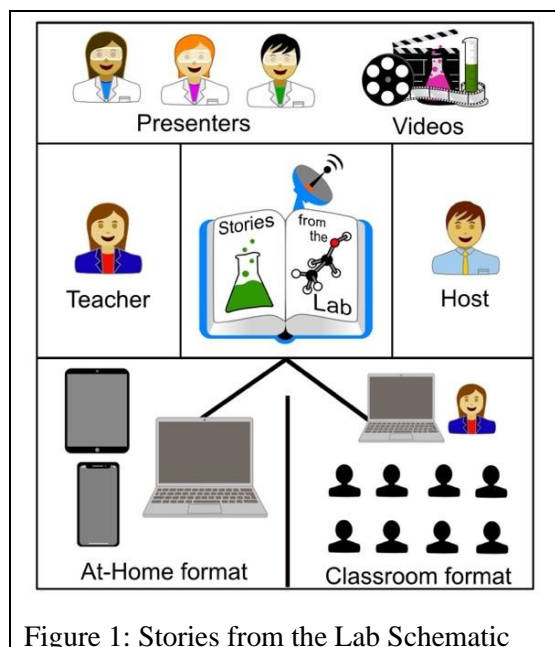 Presenters
Videos
Teacher
Stories
from
the
Lab
Host
At-Home format
Classroom format
Figure 1: Stories from the Lab Schematic